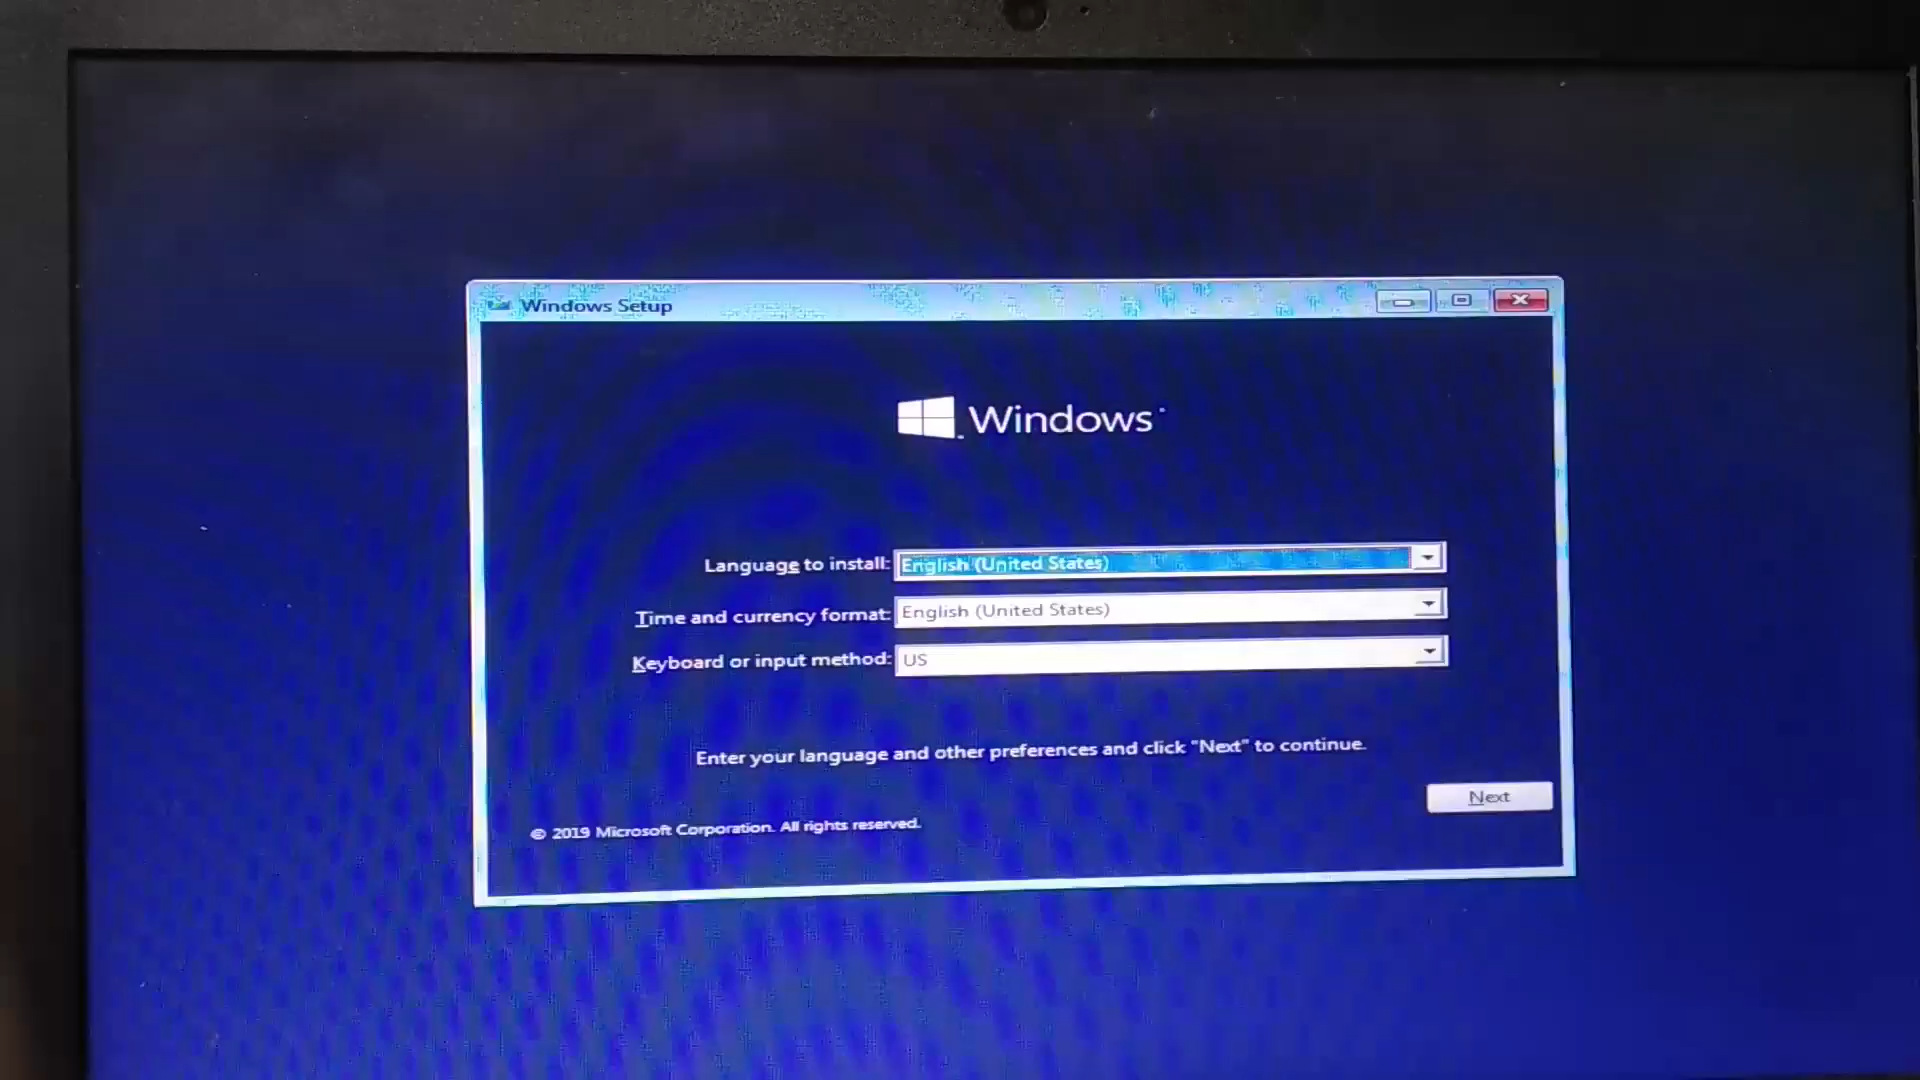 Windows Setup
Windows
Language to install: English (United States)
Time and currency format: English (United States)
Keyboard or input method: US
Enter your language and other preferences and click "Next" to continue.
Next
© 2019 Microsoft Corporation. All rights reserved.